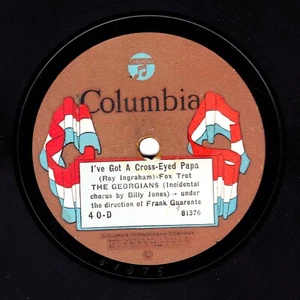 Columbia
I've Got A Cross-Eyed Papa
(Roy Ingraham)-Fox Trot
THE GEORGIANS (Incidental
chorus by Billy Jones) - under
the direction of Frank Guarente
40-D 81376
81376